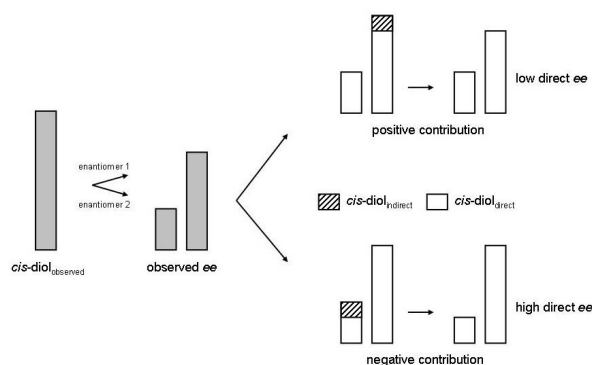 low direct ee
positive contribution
enantiomer 1
enantiomer 2
cis-diol_observed
observed ee
cis-diol_indirect
cis-diol_direct
high direct ee
negative contribution